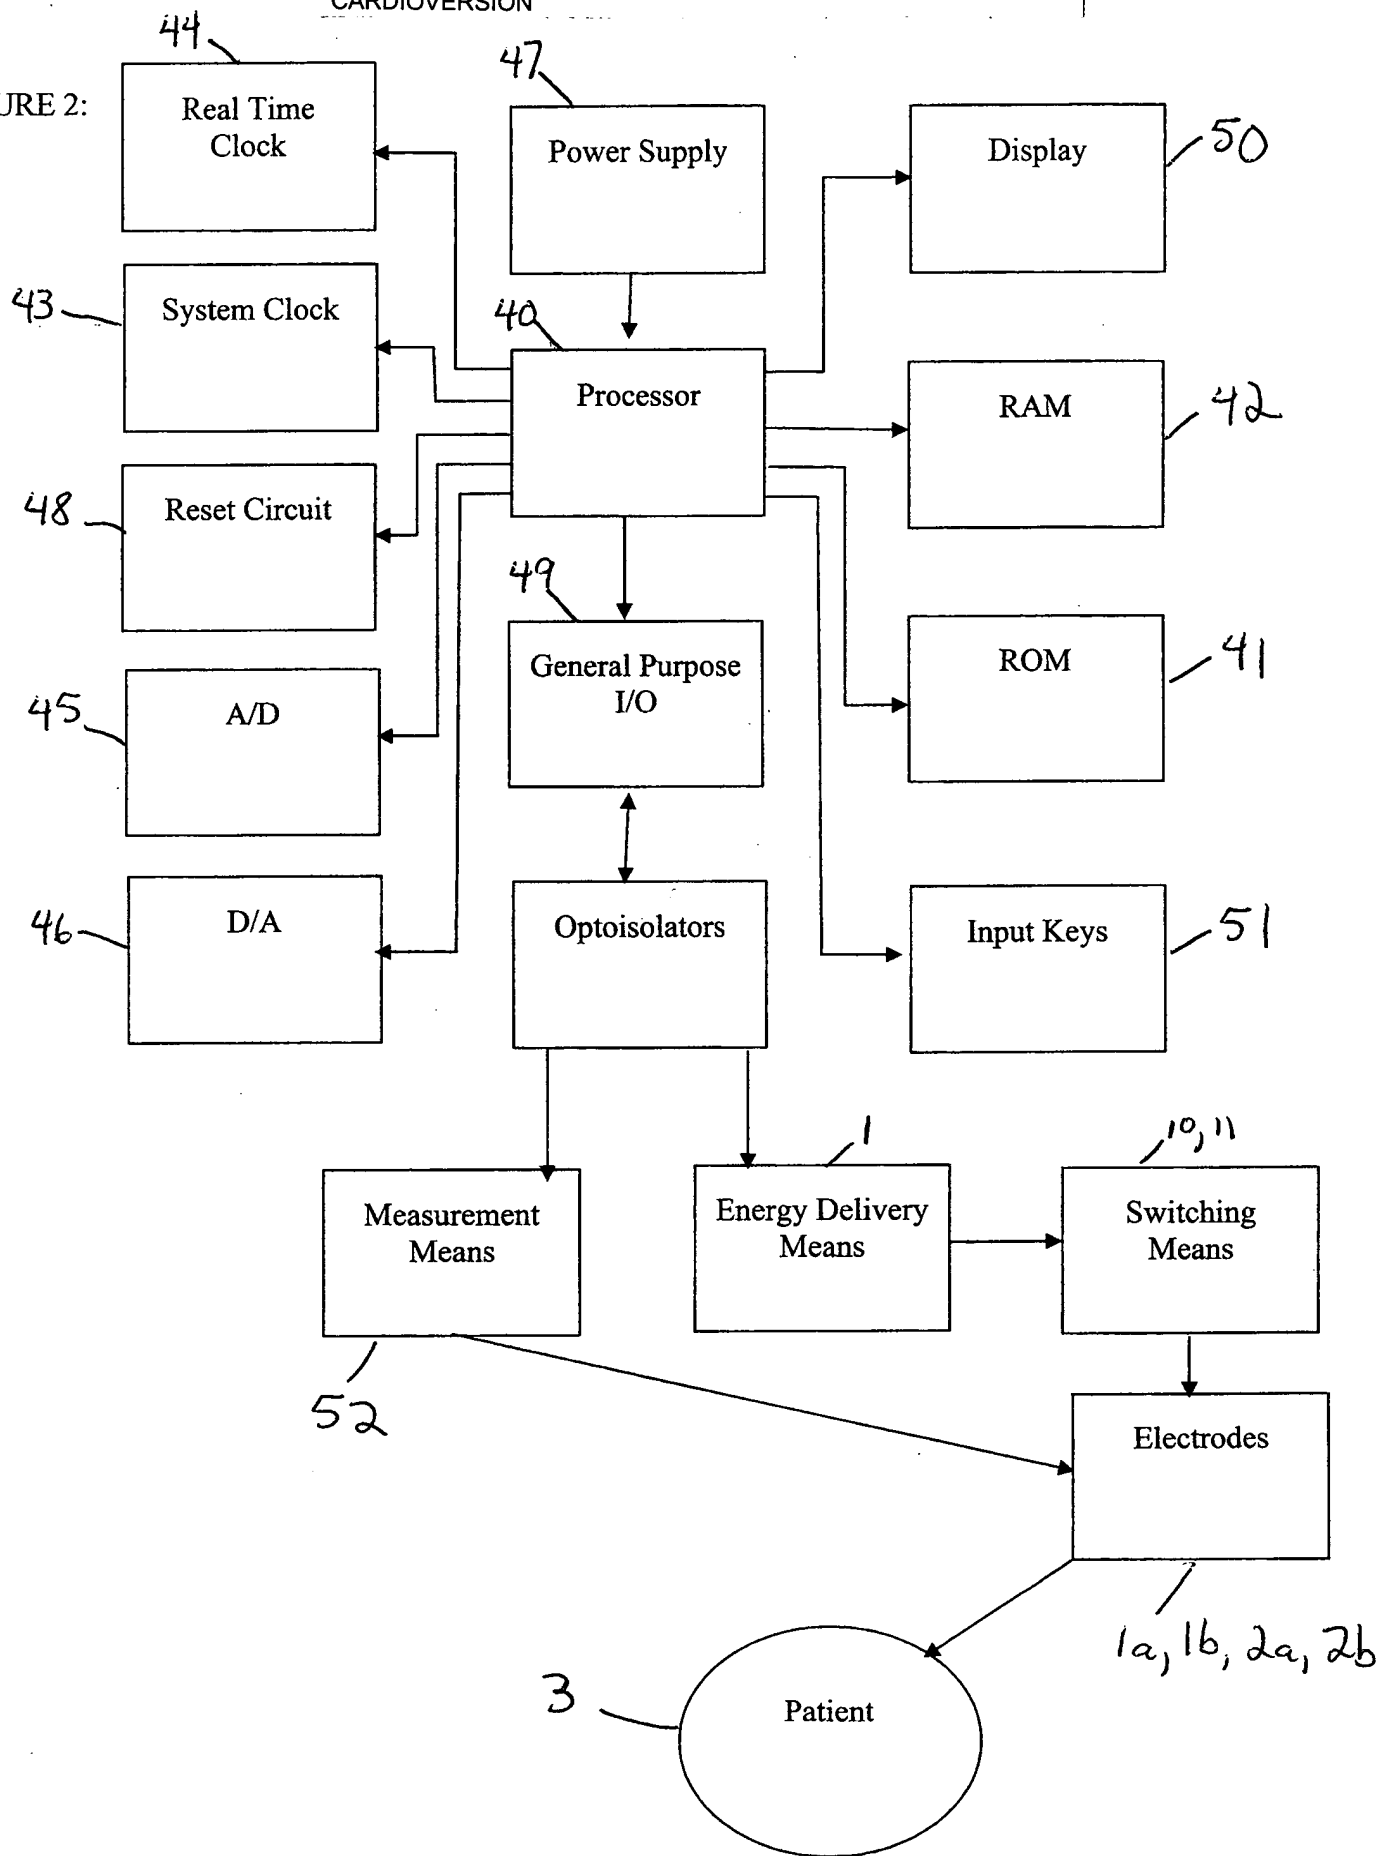 CARDIOVERSION
44
URE 2:
Real Time
Clock
47
Power Supply
Display
50
43
System Clock
40
Processor
RAM
42
48
Reset Circuit
49
General Purpose
I/O
ROM
41
45
A/D
46
D/A
Optoisolators
Input Keys
51
Measurement
Means
52
1
Energy Delivery
Means
10, 11
Switching
Means
Electrodes
1a, 1b, 2a, 2b
3
Patient